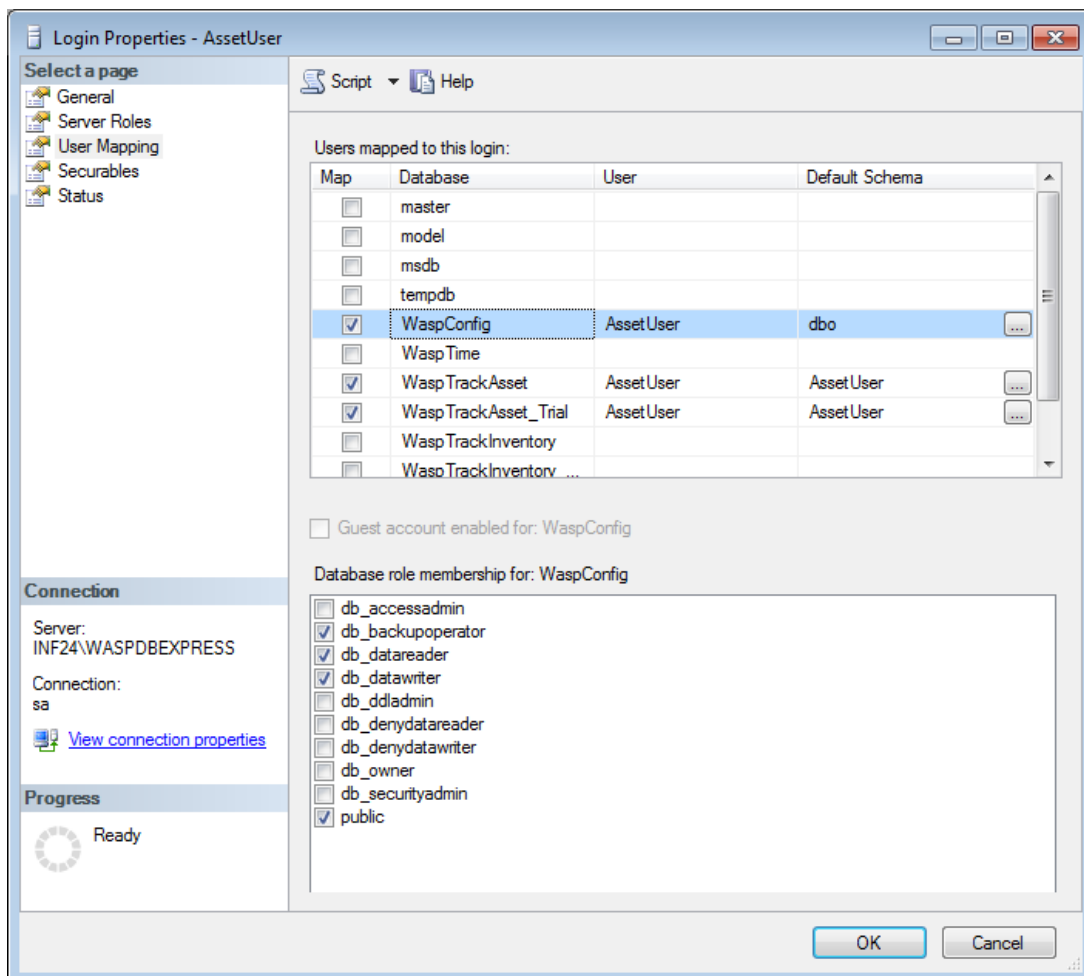 Login Properties - AssetUser
Select a page
General
Server Roles
User Mapping
Securables
Status
Script Help
Users mapped to this login:
Map Database User Default Schema
master
model
msdb
tempdb
WaspConfig AssetUser dbo ...
WaspTime
WaspTrackAsset AssetUser AssetUser ...
WaspTrackAsset_Trial AssetUser AssetUser ...
WaspTrackInventory
WaspTrackInventory_...
Guest account enabled for: WaspConfig
Database role membership for: WaspConfig
db_accessadmin
db_backupoperator
db_datareader
db_datawriter
db_ddladmin
db_denydatareader
db_denydatawriter
db_owner
db_securityadmin
public
Connection
Server:
INF24\WASPDBEXPRESS
Connection:
sa
View connection properties
Progress
Ready
OK Cancel